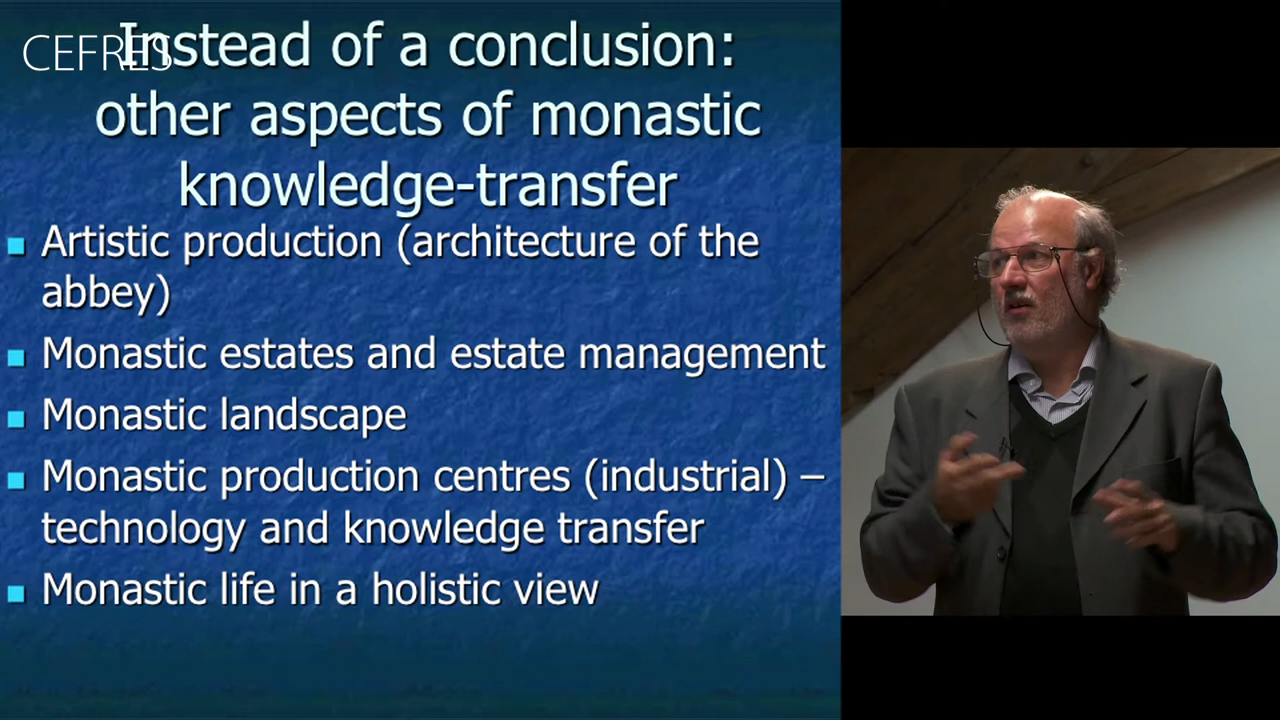 CEFRES
Instead of a conclusion:
other aspects of monastic
knowledge-transfer
Artistic production (architecture of the
abbey)
Monastic estates and estate management
Monastic landscape
Monastic production centres (industrial) –
technology and knowledge transfer
Monastic life in a holistic view